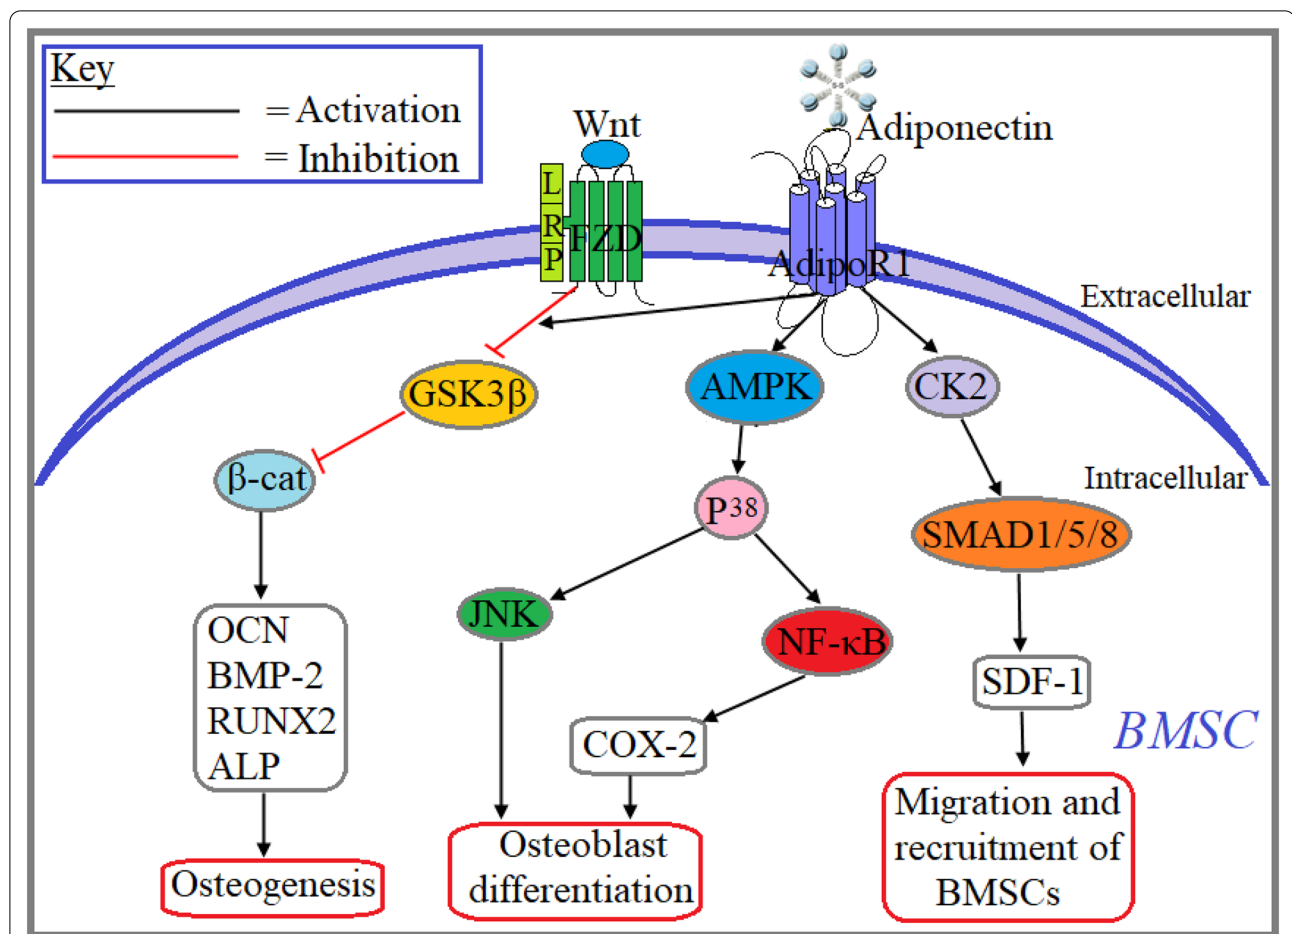 Key
= Activation
= Inhibition
Wnt
S-S
Adiponectin
L
R
P
FZD
AdipoR1
Extracellular
GSK3β
AMPK
CK2
β-cat
Intracellular
P38
SMAD1/5/8
JNK
NF-κB
OCN
BMP-2
RUNX2
ALP
SDF-1
COX-2
BMSC
Osteogenesis
Osteoblast
differentiation
Migration and
recruitment of
BMSCs